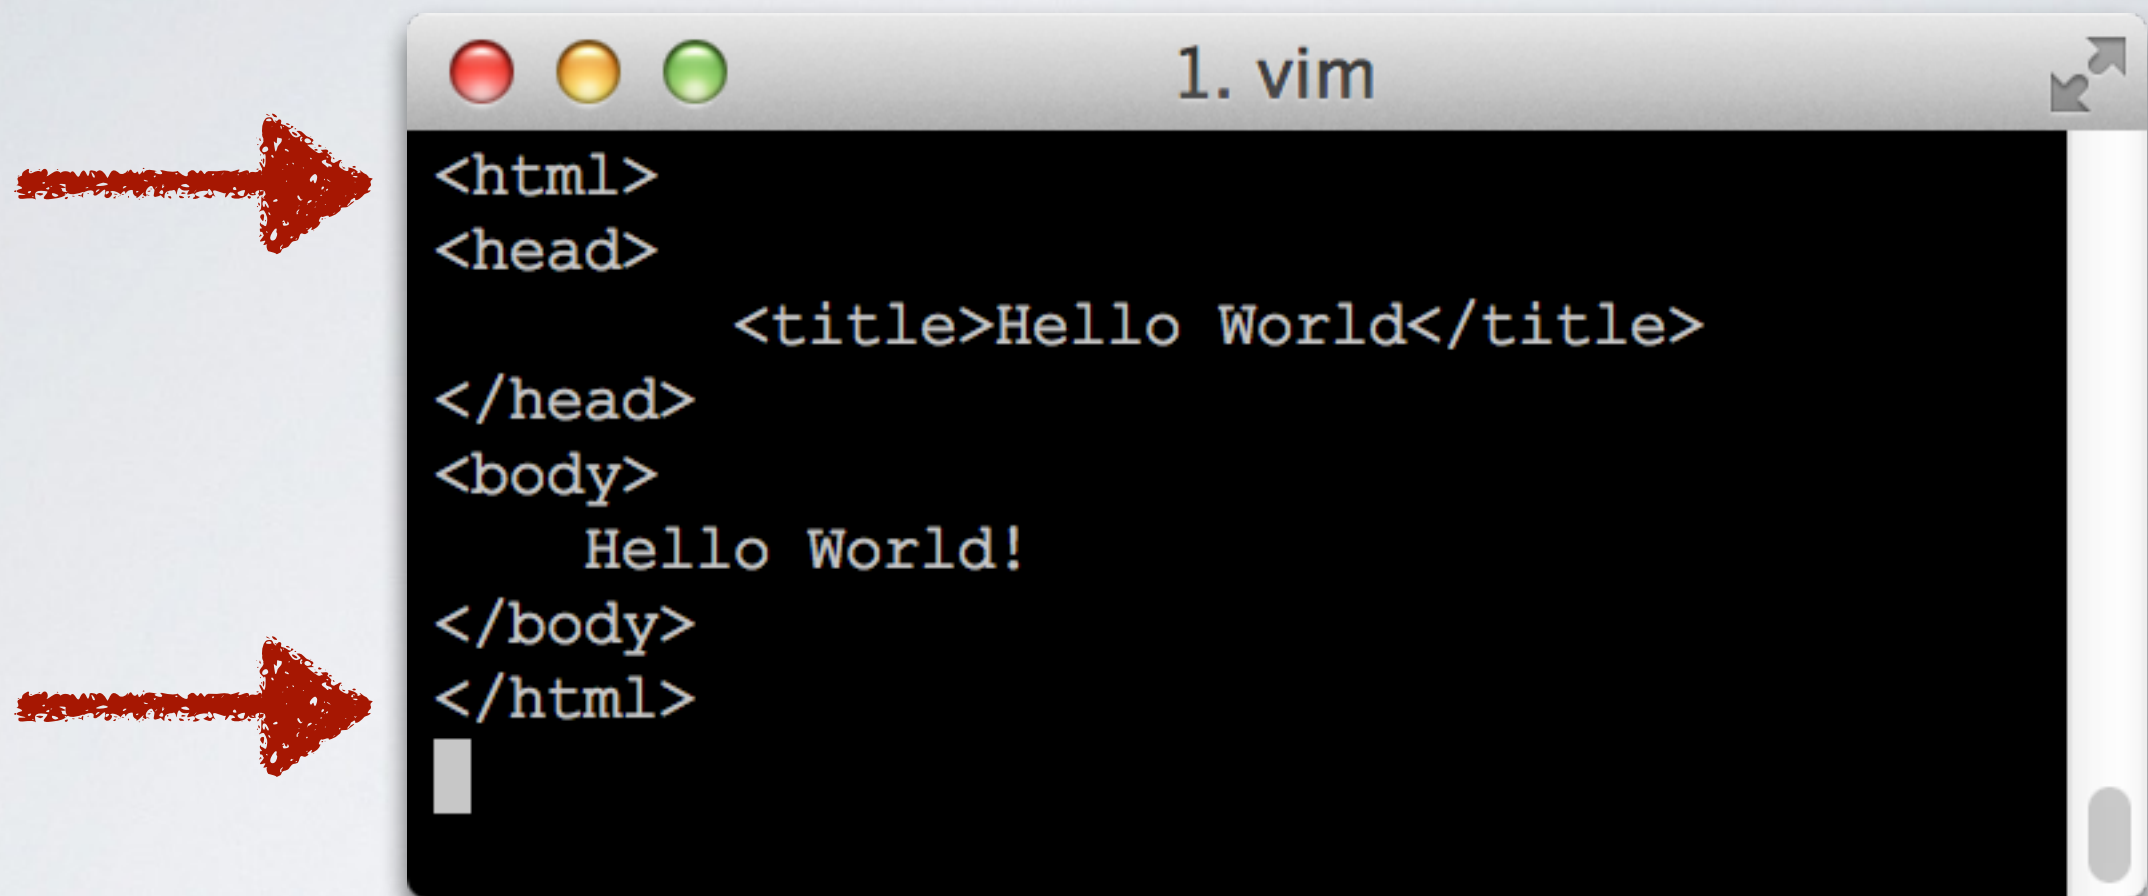 1. vim
<html>
<head>
        <title>Hello World</title>
</head>
<body>
    Hello World!
</body>
</html>